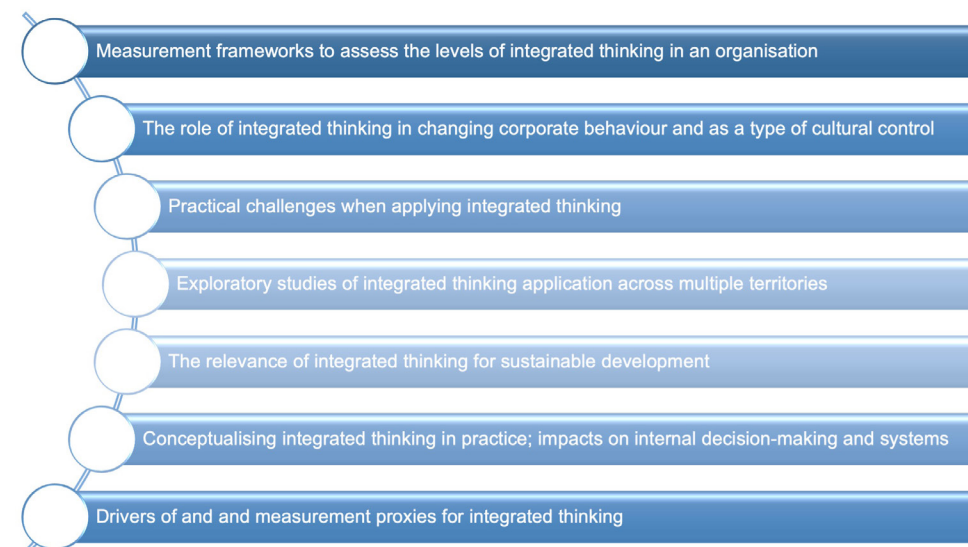 Measurement frameworks to assess the levels of integrated thinking in an organisation
The role of integrated thinking in changing corporate behaviour and as a type of cultural control
Practical challenges when applying integrated thinking
Exploratory studies of integrated thinking application across multiple territories
The relevance of integrated thinking for sustainable development
Conceptualising integrated thinking in practice; impacts on internal decision-making and systems
Drivers of and and measurement proxies for integrated thinking